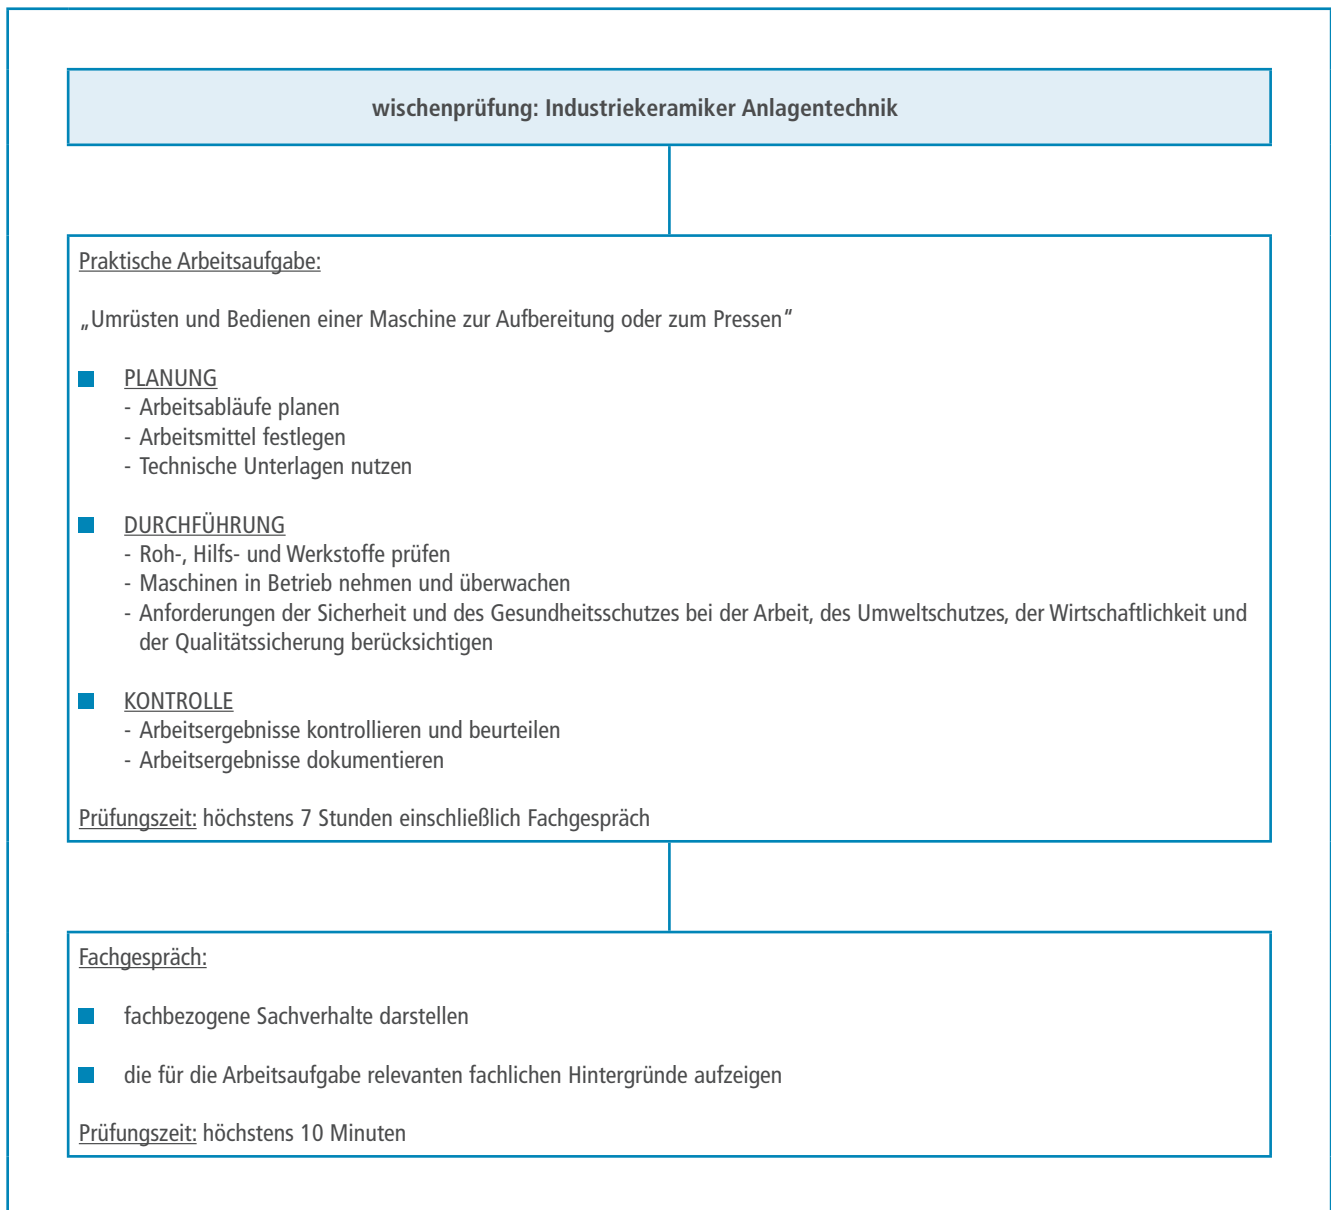 wischenprüfung: Industriekeramiker Anlagentechnik
Praktische Arbeitsaufgabe:
„Umrüsten und Bedienen einer Maschine zur Aufbereitung oder zum Pressen“
PLANUNG
- Arbeitsabläufe planen
- Arbeitsmittel festlegen
- Technische Unterlagen nutzen
DURCHFÜHRUNG
- Roh-, Hilfs- und Werkstoffe prüfen
- Maschinen in Betrieb nehmen und überwachen
- Anforderungen der Sicherheit und des Gesundheitsschutzes bei der Arbeit, des Umweltschutzes, der Wirtschaftlichkeit und
der Qualitätssicherung berücksichtigen
KONTROLLE
- Arbeitsergebnisse kontrollieren und beurteilen
- Arbeitsergebnisse dokumentieren
Prüfungszeit: höchstens 7 Stunden einschließlich Fachgespräch
Fachgespräch:
fachbezogene Sachverhalte darstellen
die für die Arbeitsaufgabe relevanten fachlichen Hintergründe aufzeigen
Prüfungszeit: höchstens 10 Minuten